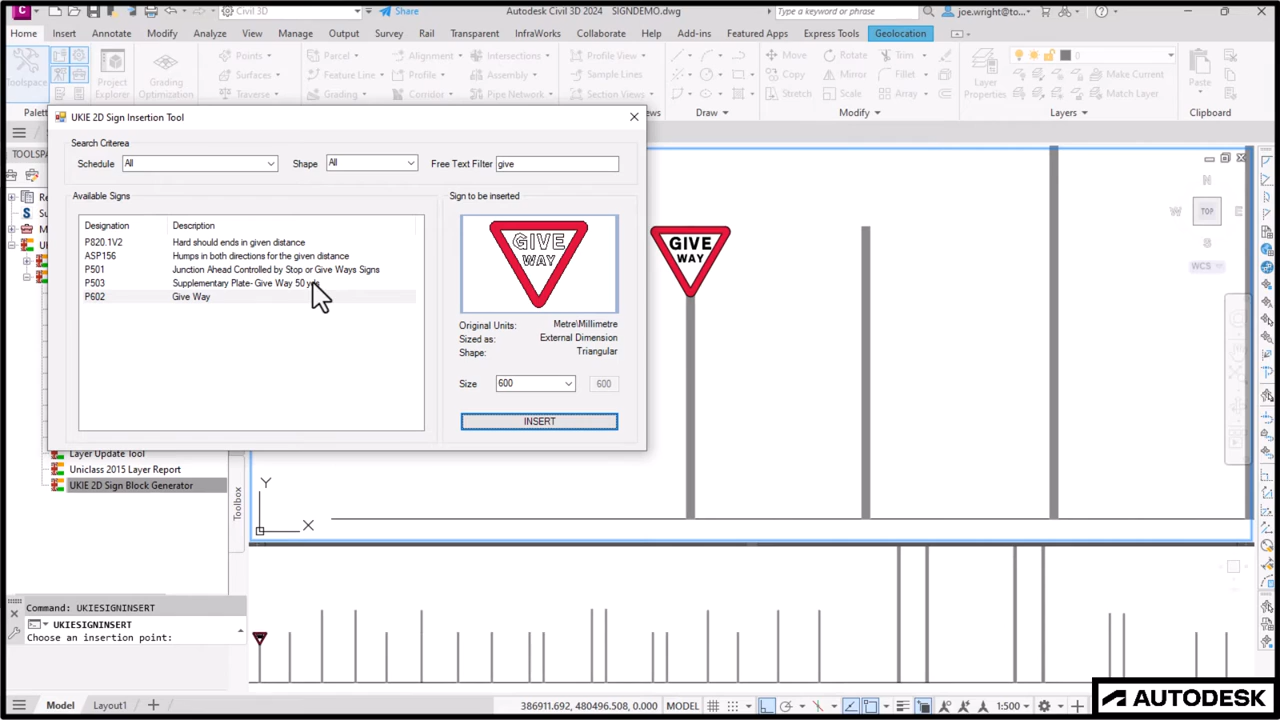 C
Civil 3D
Share
Autodesk Civil 3D 2024 SIGNDEMO.dwg
Type a keyword or phrase
joe.wright@to...
Home Insert Annotate Modify Analyze View Manage Output Survey Rail Transparent InfraWorks Collaborate Help Add-ins Featured Apps Express Tools Geolocation
Toolspace
Project Explorer
Grading Optimization
Points
Surfaces
Traverse
Parcel
Feature Line
Grading
Alignment
Profile
Corridor
Intersections
Assembly
Profile View
Sample Lines
Section Views
Move Rotate Trim
Copy Mirror Fillet
Stretch Scale Array
Layer Properties
0
Make Current
Match Layer
Paste
Draw Modify Layers Clipboard
UKIE 2D Sign Insertion Tool
Search Criterea
Schedule All Shape All Free Text Filter give
Available Signs
Designation Description
P820.1V2 Hard should ends in given distance
ASP156 Humps in both directions for the given distance
P501 Junction Ahead Controlled by Stop or Give Ways Signs
P503 Supplementary Plate- Give Way 50 yds
P602 Give Way
Sign to be inserted
GIVE
WAY
Original Units: Metre\Millimetre
Sized as: External Dimension
Shape: Triangular
Size 600 600
INSERT
GIVE
WAY
N
W TOP E
S
WCS
Layer Update Tool
Uniclass 2015 Layer Report
UKIE 2D Sign Block Generator
Toolbox
Y
X
Command: UKIESIGNINSERT
UKIESIGNINSERT
Choose an insertion point:
Model Layout1
386911.692, 480496.508, 0.000 MODEL 1:500
AUTODESK